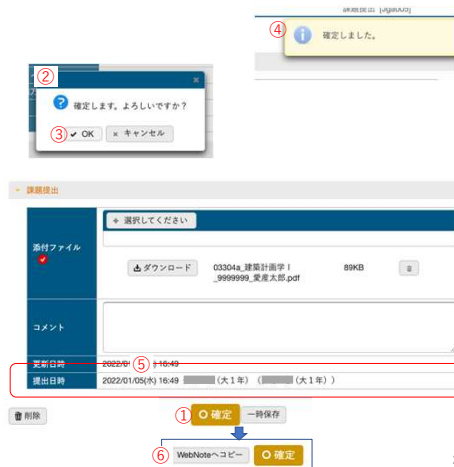 課題提出 [Jgab05]
④ 確定しました。
②
確定します。よろしいですか？
③ OK キャンセル
課題提出
選択してください
添付ファイル
ダウンロード 03304a_建築計画学Ⅰ
_9999999_愛産太郎.pdf 89KB
コメント
更新日時 2022/0 ⑤ 16:49
提出日時 2022/01/05(水) 16:49 (大１年) ( (大１年) )
削除 ① 確定 一時保存
⑥ WebNoteへコピー 確定